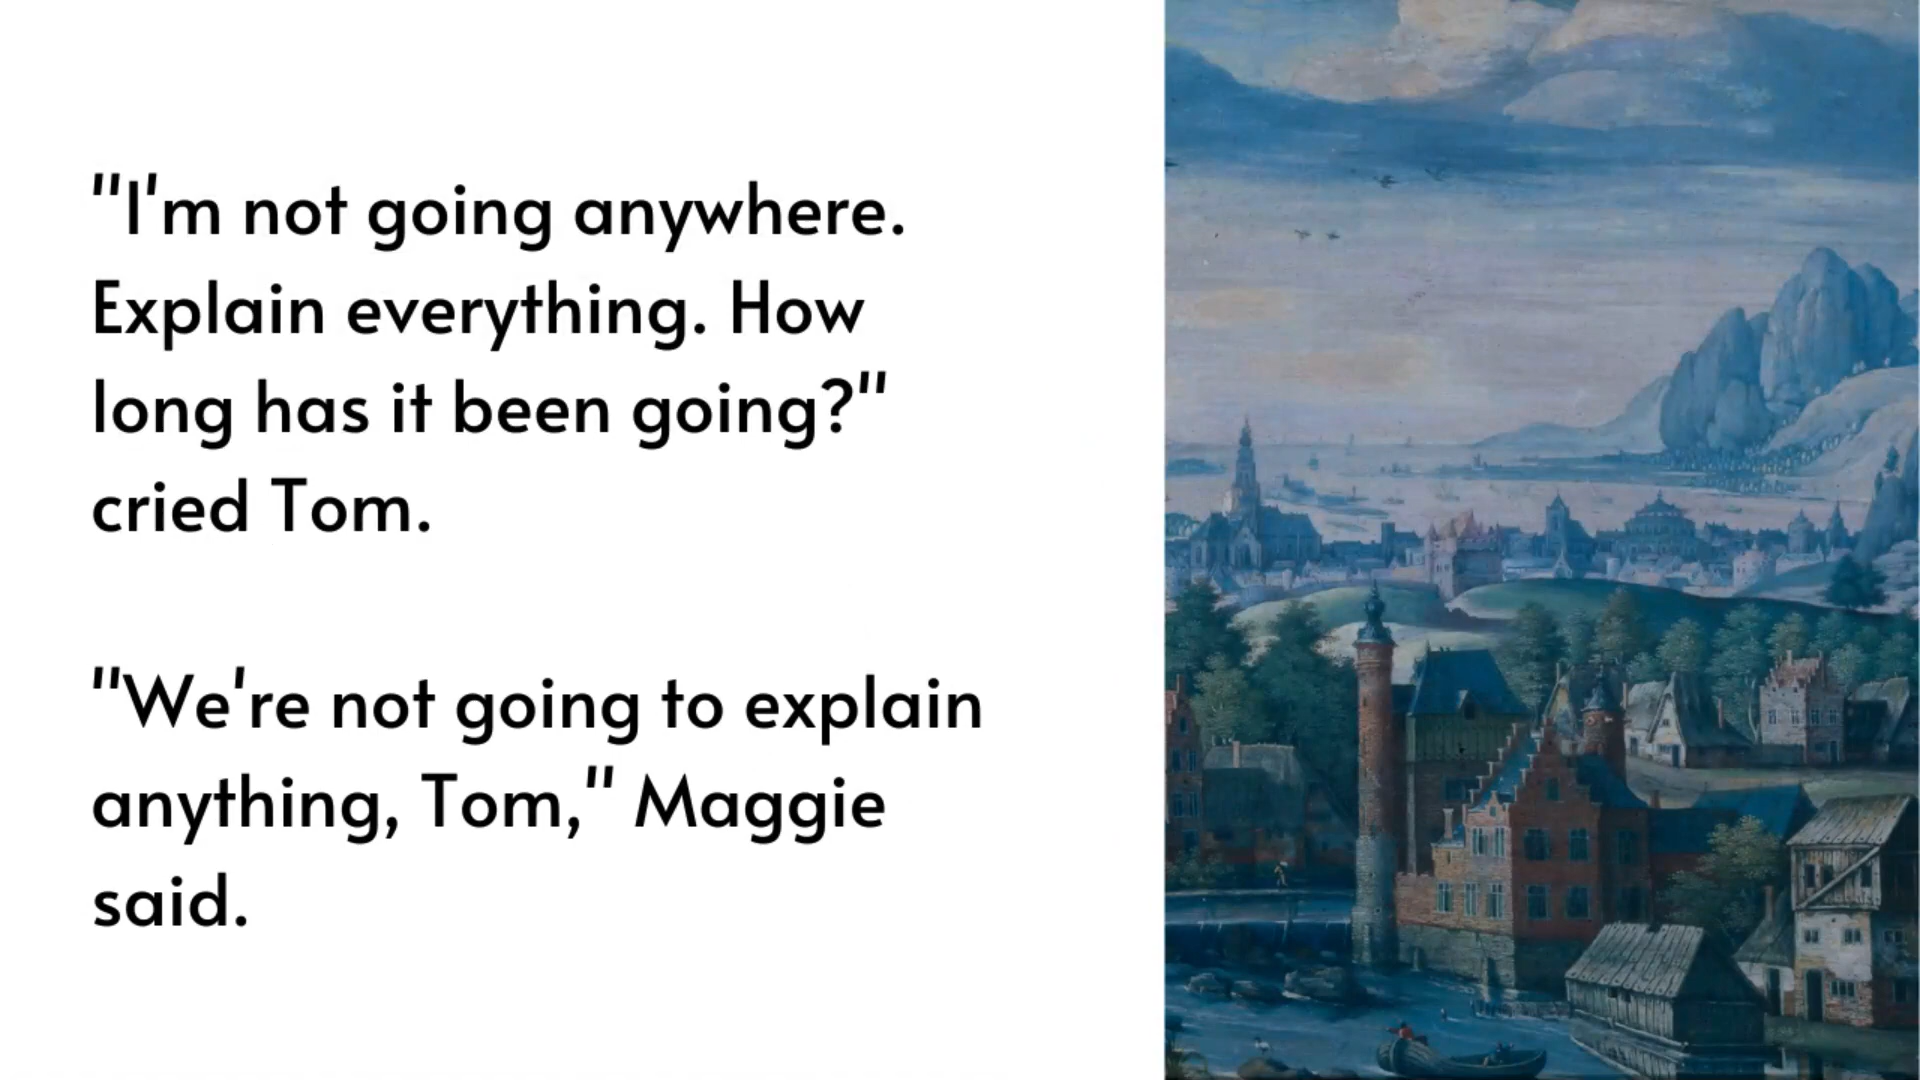 "I'm not going anywhere.
Explain everything. How
long has it been going?"
cried Tom.
"We're not going to explain
anything, Tom," Maggie
said.